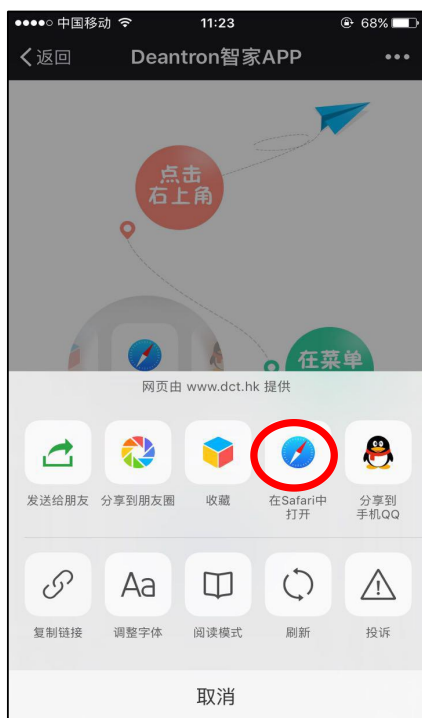 中国移动 11:23 68%
返回 Deantron智家APP
点击
右上角
在菜单
网页由 www.dct.hk 提供
发送给朋友 分享到朋友圈 收藏 在Safari中打开 分享到手机QQ
复制链接 调整字体 阅读模式 刷新 投诉
取消